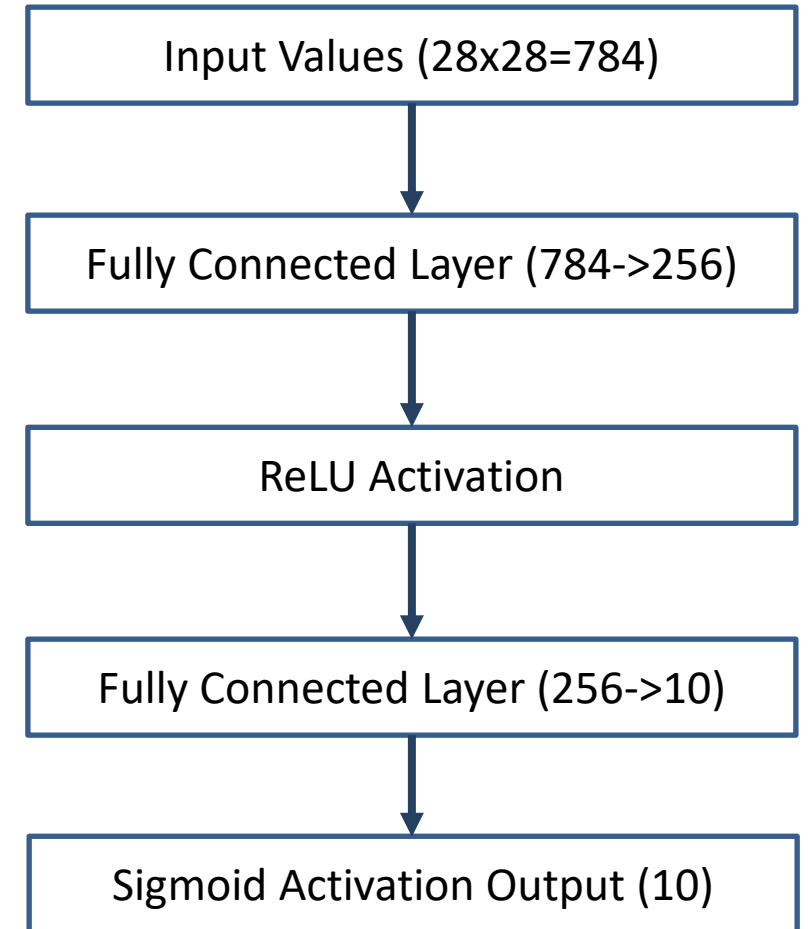 Input Values (28x28=784)
Fully Connected Layer (784->256)
ReLU Activation
Fully Connected Layer (256->10)
Sigmoid Activation Output (10)